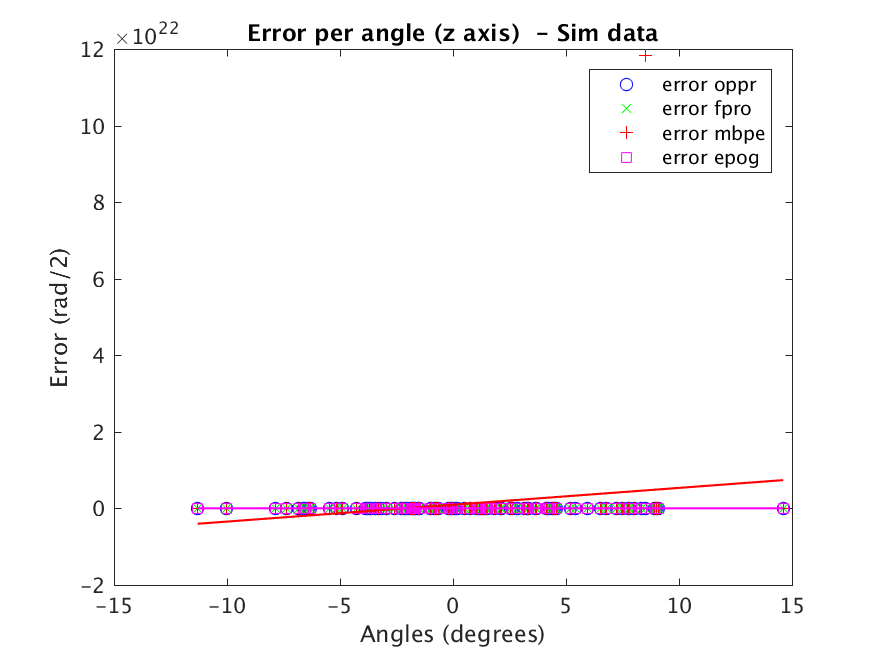 ×10^22
Error per angle (z axis)  - Sim data
12
10
8
6
4
2
0
-2
Error (rad/2)
error oppr
error fpro
error mbpe
error epog
-15
-10
-5
0
5
10
15
Angles (degrees)